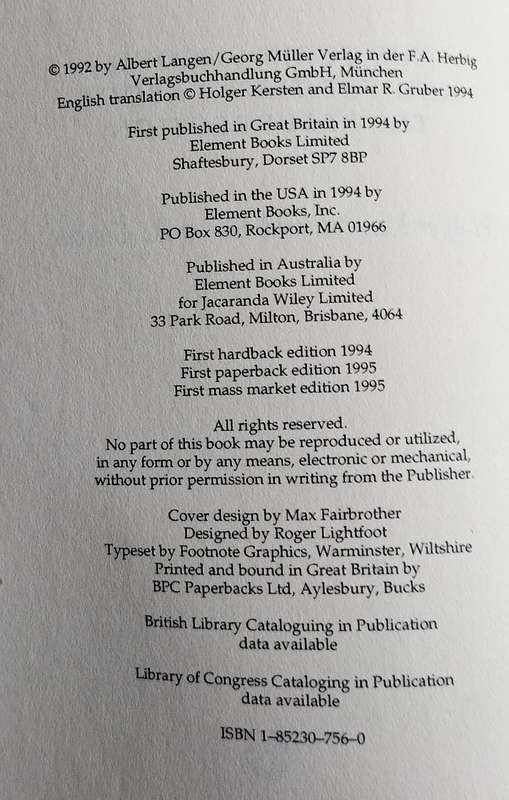 © 1992 by Albert Langen/Georg Müller Verlag in der F.A. Herbig
Verlagsbuchhandlung GmbH, München
English translation © Holger Kersten and Elmar R. Gruber 1994
First published in Great Britain in 1994 by
Element Books Limited
Shaftesbury, Dorset SP7 8BP
Published in the USA in 1994 by
Element Books, Inc.
PO Box 830, Rockport, MA 01966
Published in Australia by
Element Books Limited
for Jacaranda Wiley Limited
33 Park Road, Milton, Brisbane, 4064
First hardback edition 1994
First paperback edition 1995
First mass market edition 1995
All rights reserved.
No part of this book may be reproduced or utilized,
in any form or by any means, electronic or mechanical,
without prior permission in writing from the Publisher.
Cover design by Max Fairbrother
Designed by Roger Lightfoot
Typeset by Footnote Graphics, Warminster, Wiltshire
Printed and bound in Great Britain by
BPC Paperbacks Ltd, Aylesbury, Bucks
British Library Cataloguing in Publication
data available
Library of Congress Cataloging in Publication
data available
ISBN 1–85230–756–0